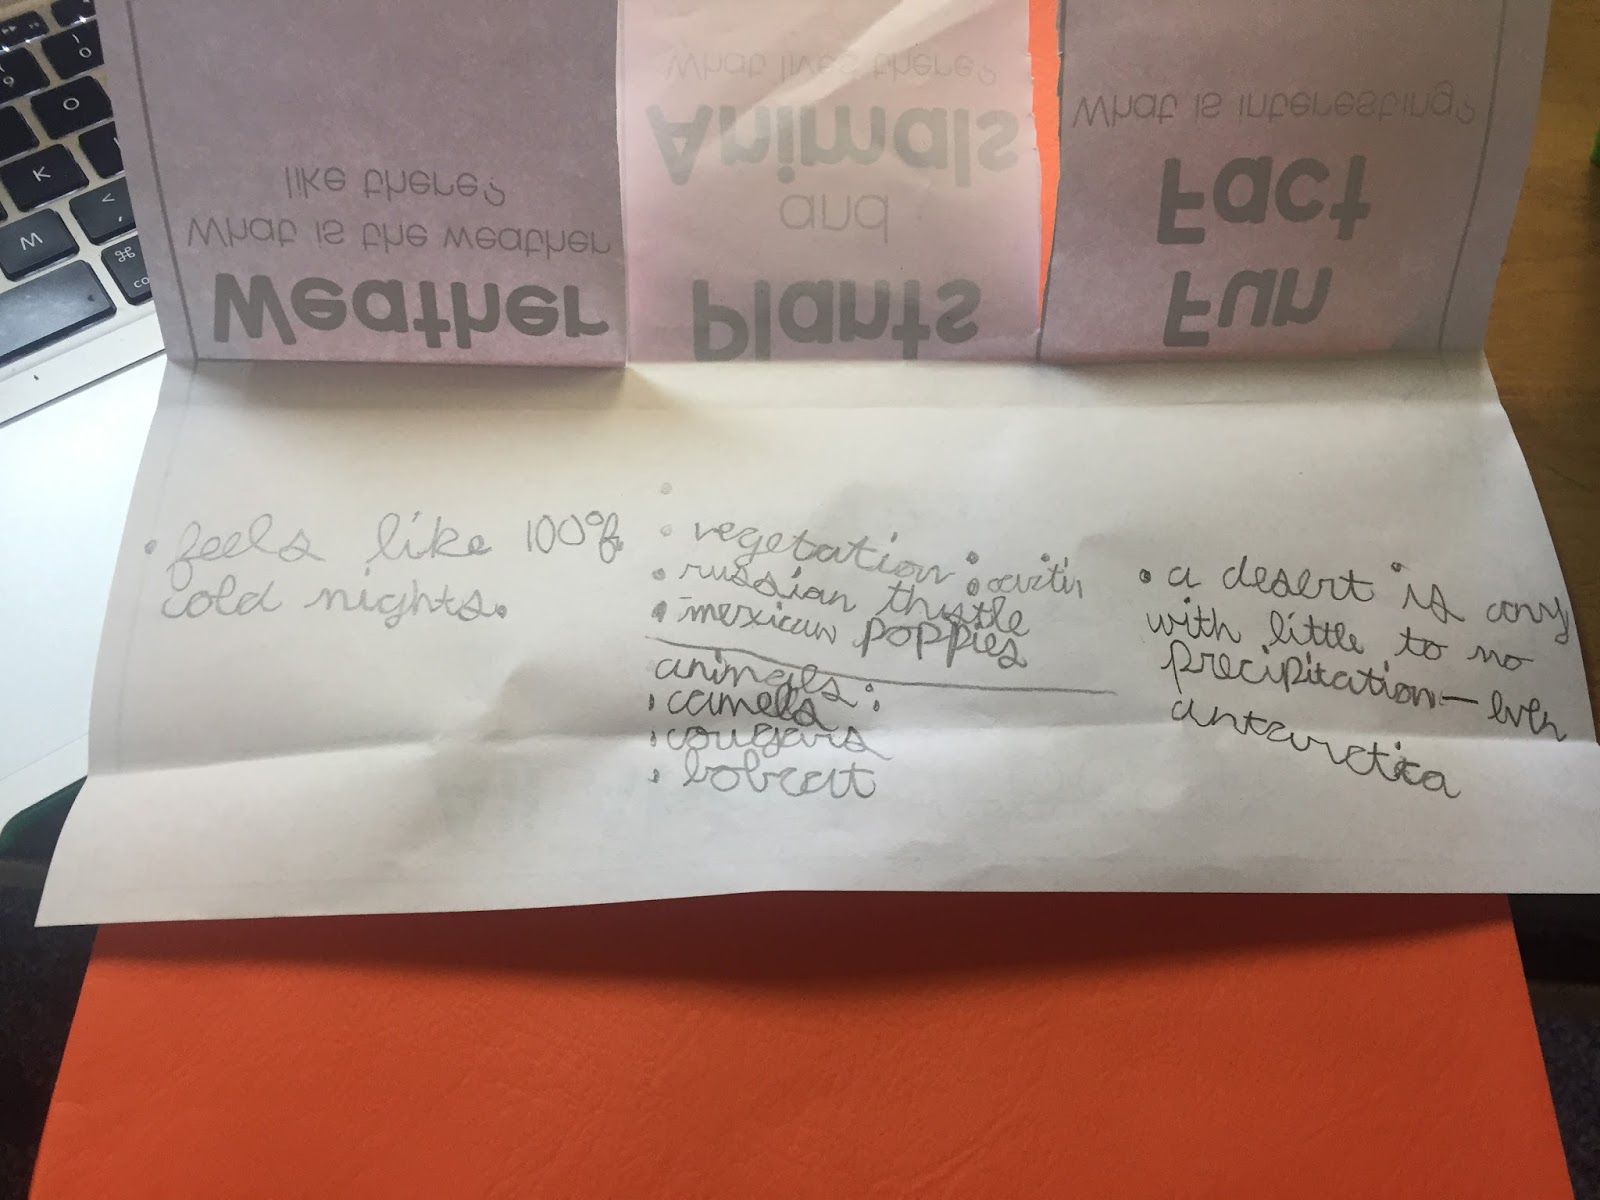 Weather
What is the weather
like there?
Plants
and
Animals
What lives there?
Fun
Fact
What is interesting?
• feels like 100°f.
cold nights.
• vegetation:
• russian thistle
• mexican poppies
animals:
• camels
• cougars
• bobcat
• a desert is any
with little to no
precipitation - even
antarctica
K
O
M
9
0
)
<
,
⌘